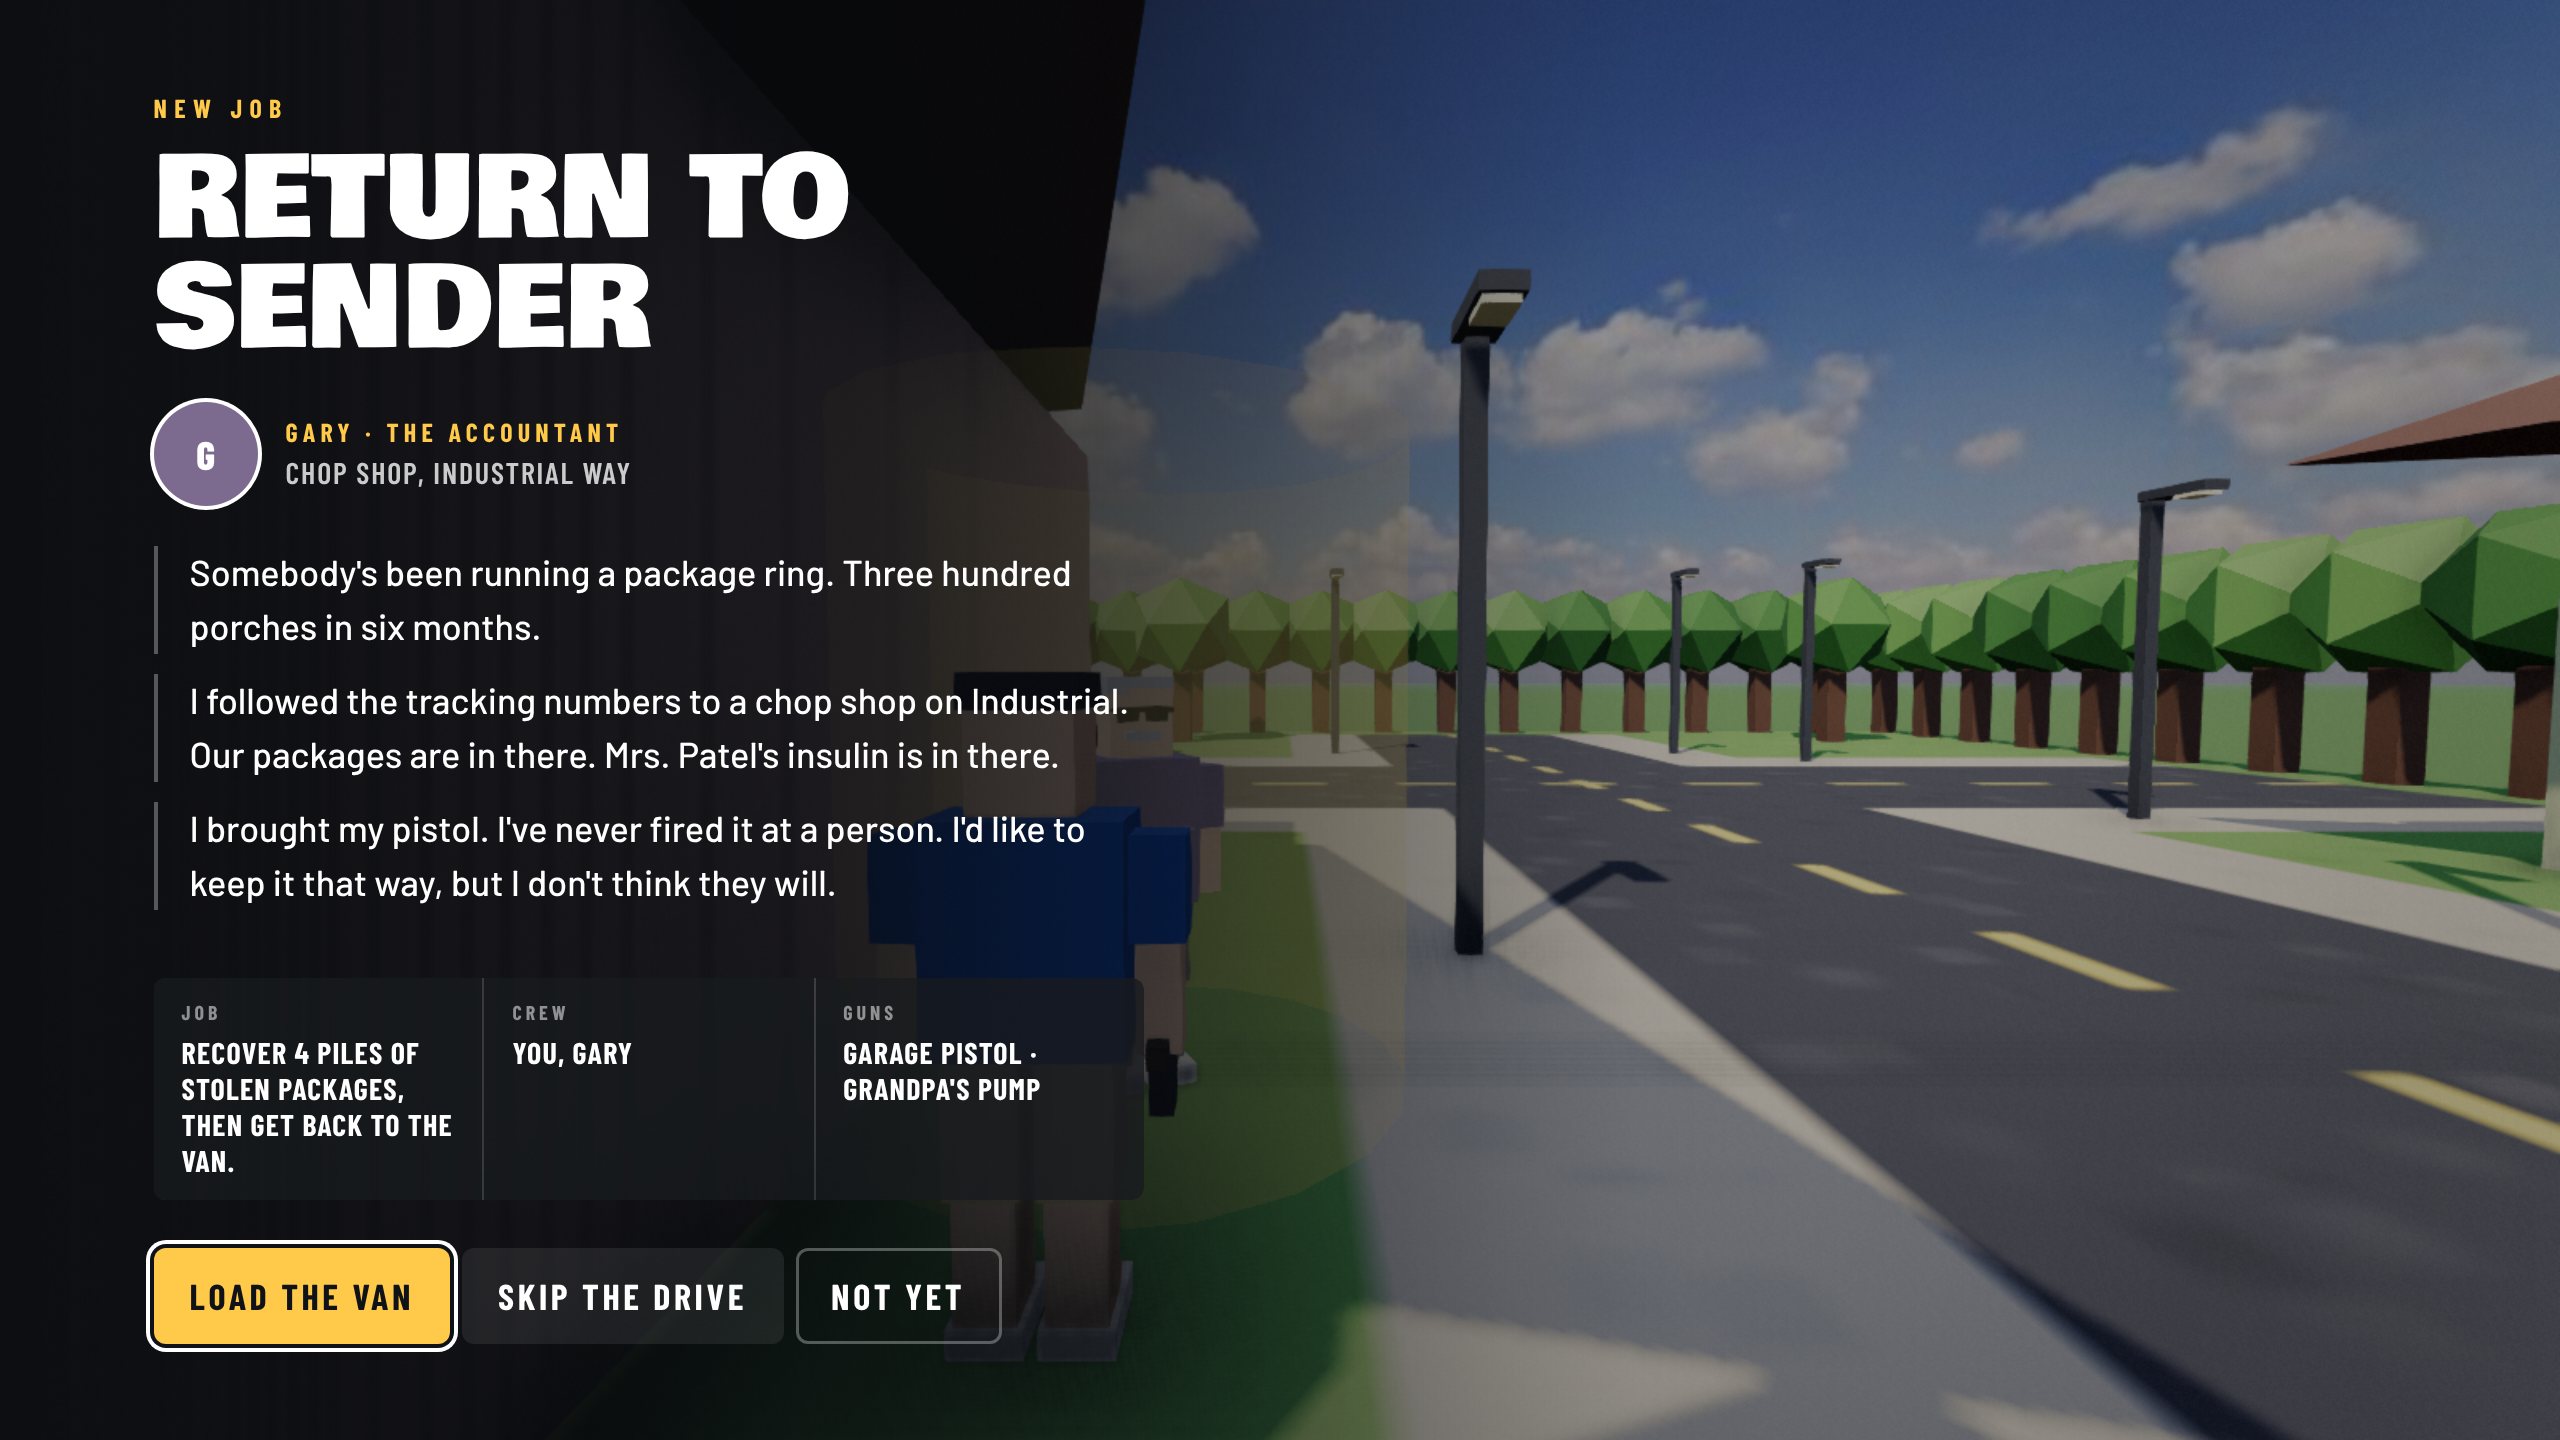 NEW JOB
RETURN TO
SENDER
G
GARY · THE ACCOUNTANT
CHOP SHOP, INDUSTRIAL WAY
Somebody's been running a package ring. Three hundred
porches in six months.
I followed the tracking numbers to a chop shop on Industrial.
Our packages are in there. Mrs. Patel's insulin is in there.
I brought my pistol. I've never fired it at a person. I'd like to
keep it that way, but I don't think they will.
JOB
RECOVER 4 PILES OF
STOLEN PACKAGES,
THEN GET BACK TO THE
VAN.
CREW
YOU, GARY
GUNS
GARAGE PISTOL ·
GRANDPA'S PUMP
LOAD THE VAN
SKIP THE DRIVE
NOT YET